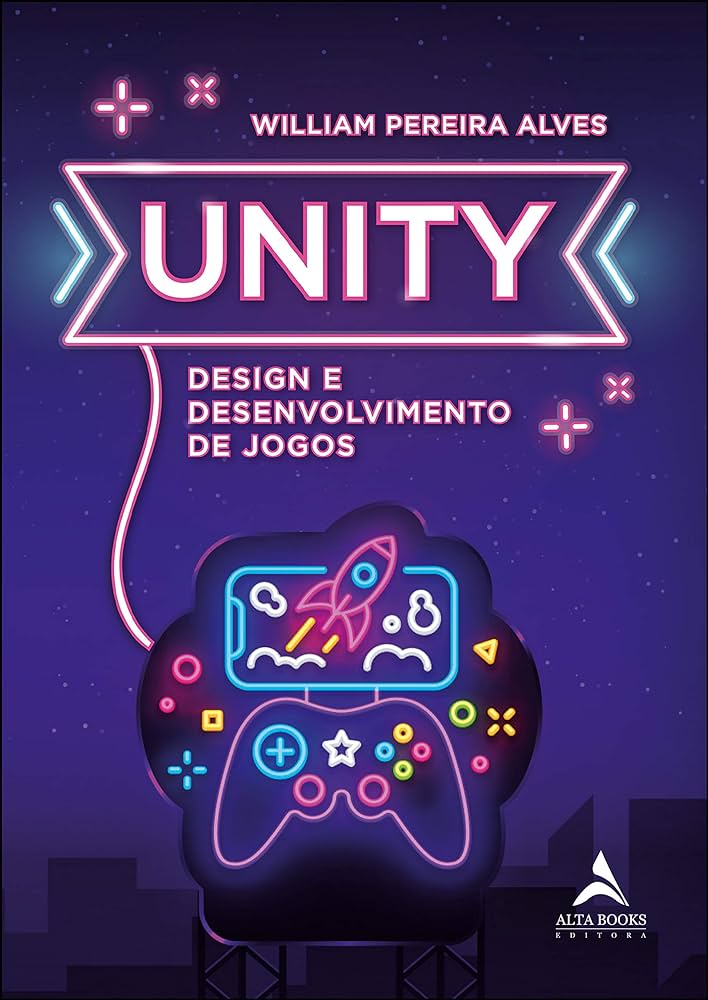 WILLIAM PEREIRA ALVES
UNITY
DESIGN E
DESENVOLVIMENTO
DE JOGOS
ALTA BOOKS
EDITORA